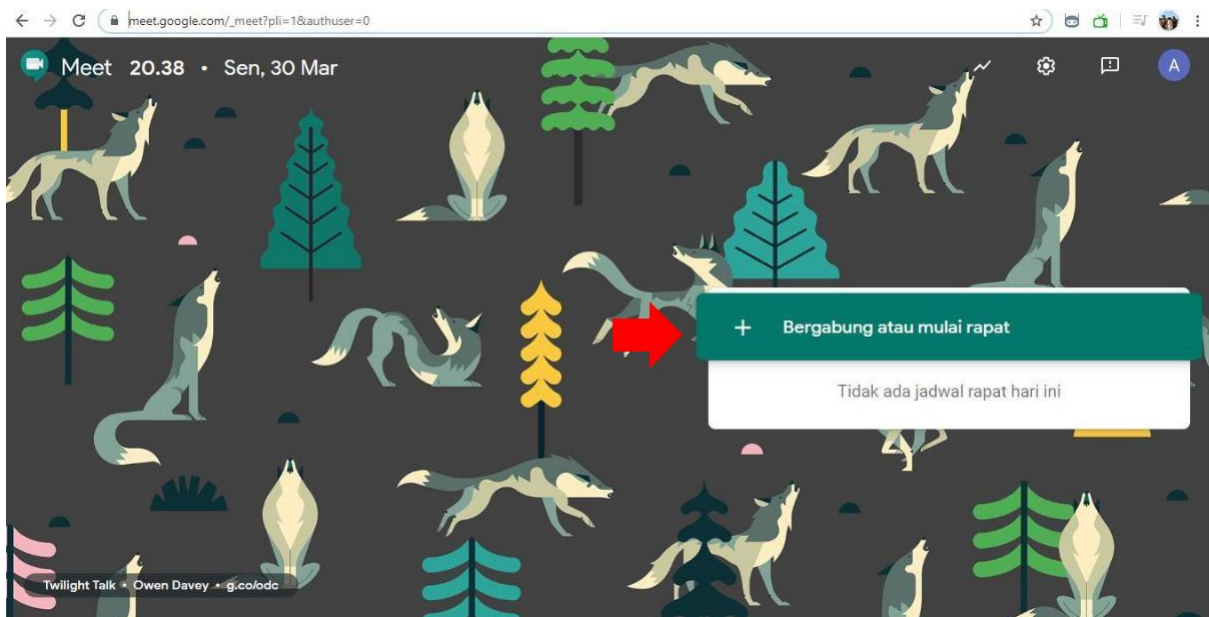 meet.google.com/_meet?pli=1&authuser=0
Meet 20.38 • Sen, 30 Mar
A
+ Bergabung atau mulai rapat
Tidak ada jadwal rapat hari ini
Twilight Talk • Owen Davey • g.co/odc